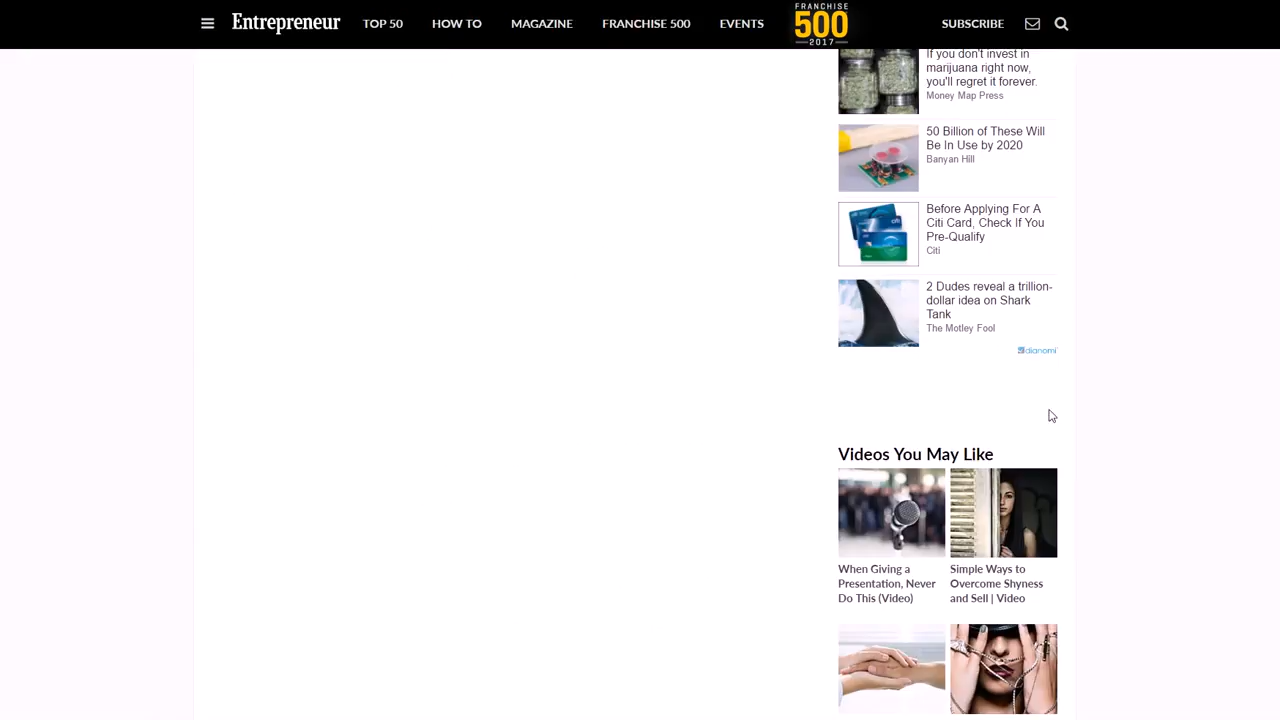 Entrepreneur
TOP 50
HOW TO
MAGAZINE
FRANCHISE 500
EVENTS
FRANCHISE
500
2017
SUBSCRIBE
If you don't invest in
marijuana right now,
you'll regret it forever.
Money Map Press
50 Billion of These Will
Be In Use by 2020
Banyan Hill
Before Applying For A
Citi Card, Check If You
Pre-Qualify
Citi
2 Dudes reveal a trillion-
dollar idea on Shark
Tank
The Motley Fool
dianomi
Videos You May Like
When Giving a
Presentation, Never
Do This (Video)
Simple Ways to
Overcome Shyness
and Sell | Video